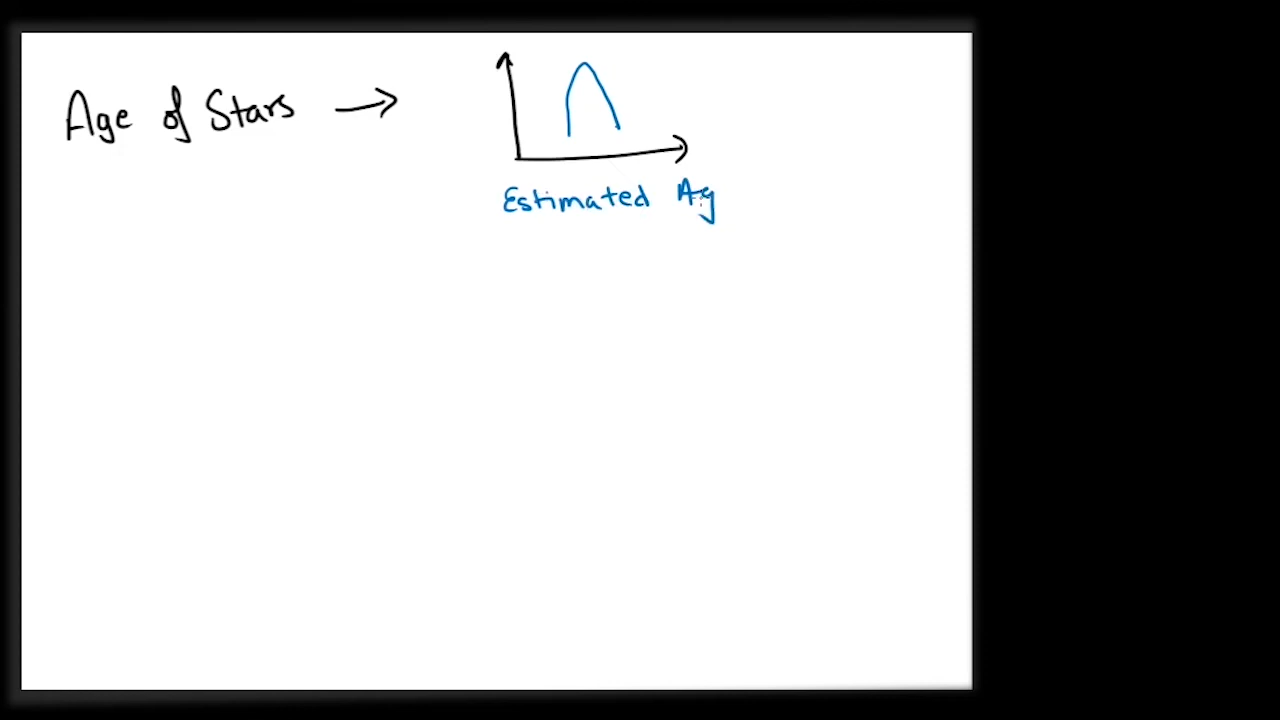 Age of Stars →
Estimated Ag